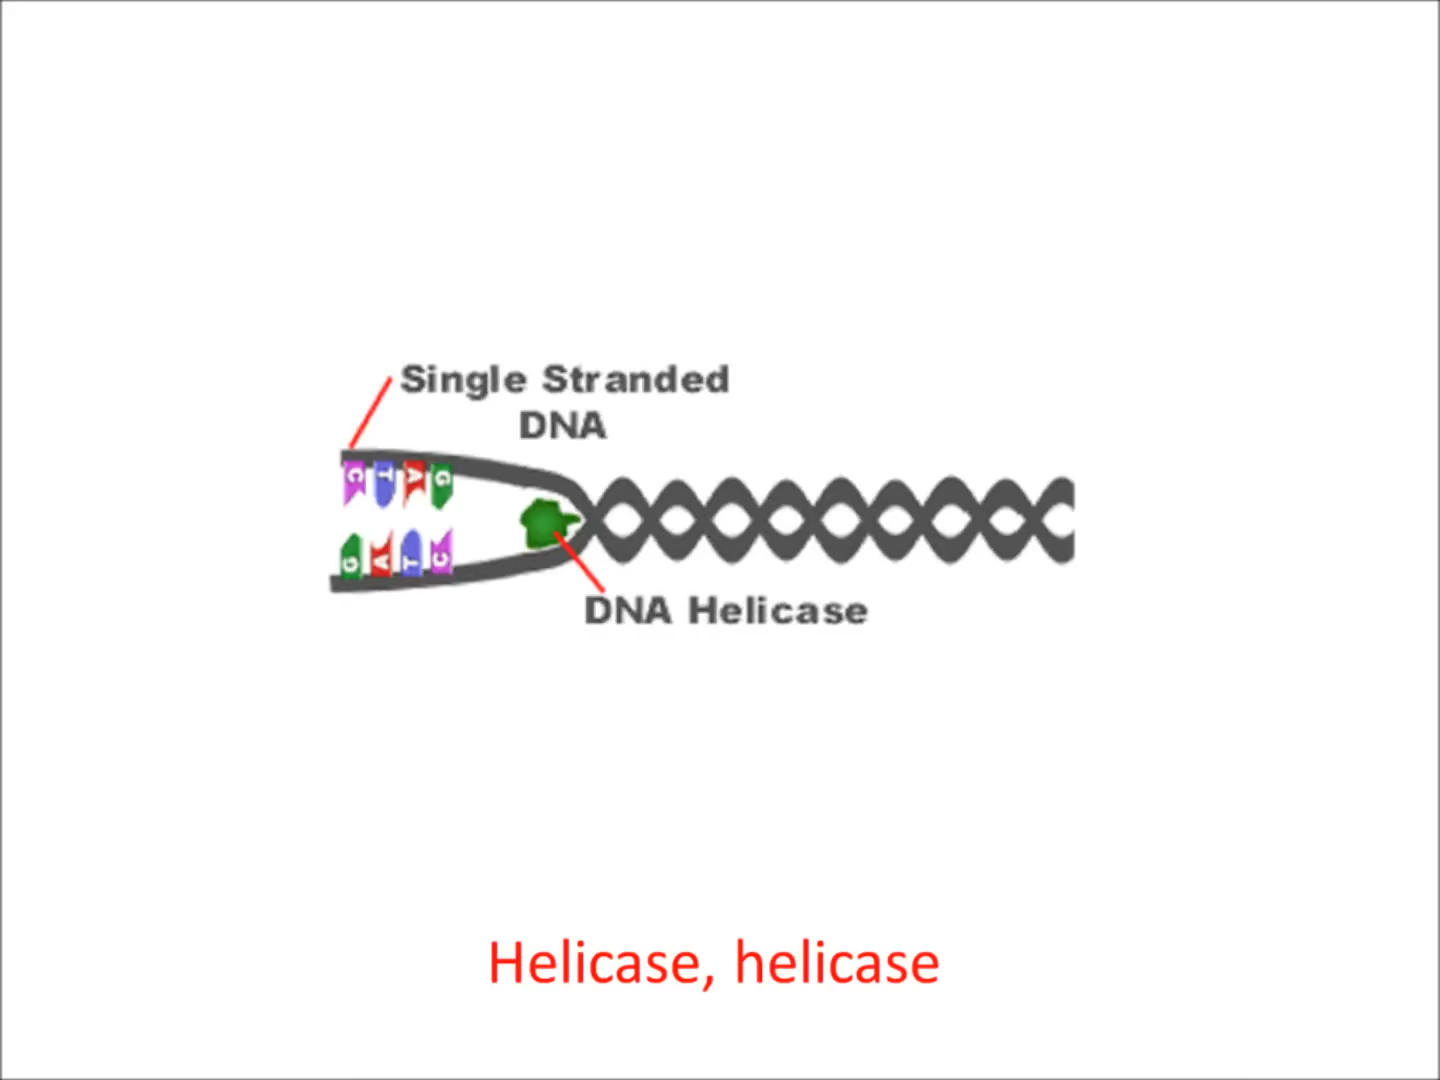 Single Stranded
DNA
C T A G
G A T C
DNA Helicase
Helicase, helicase